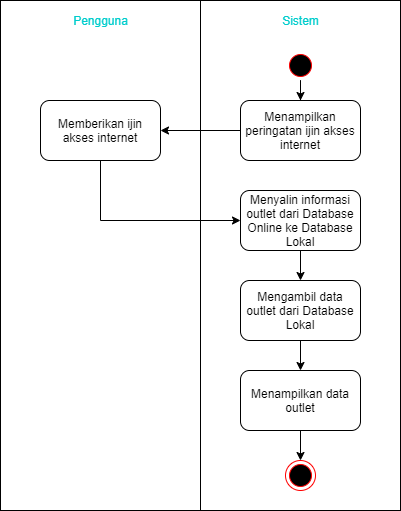 Pengguna
Sistem
Menampilkan
peringatan ijin akses
internet
Memberikan ijin
akses internet
Menyalin informasi
outlet dari Database
Online ke Database
Lokal
Mengambil data
outlet dari Database
Lokal
Menampilkan data
outlet